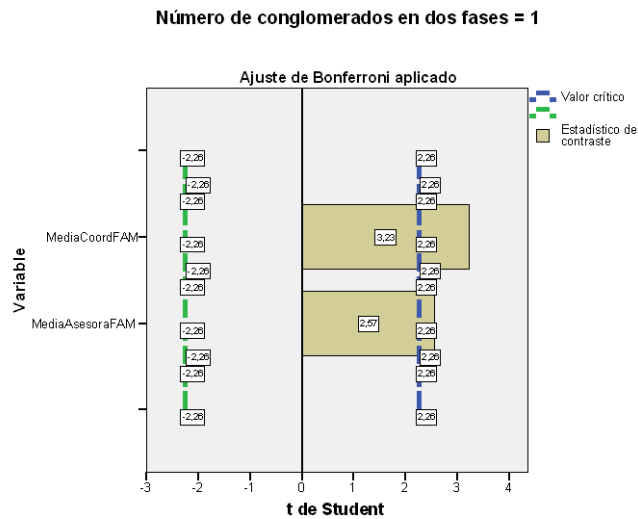 Número de conglomerados en dos fases = 1
Ajuste de Bonferroni aplicado
Valor crítico
Estadístico de
contraste
-2,26 2,26
-2,26 2,26
-2,26 2,26
MediaCoordFAM
3,23
-2,26 2,26
-2,26 2,26
-2,26 2,26
MediaAsesoraFAM
2,57
-2,26 2,26
-2,26 2,26
-2,26 2,26
-2,26 2,26
Variable
-3 -2 -1 0 1 2 3 4
t de Student